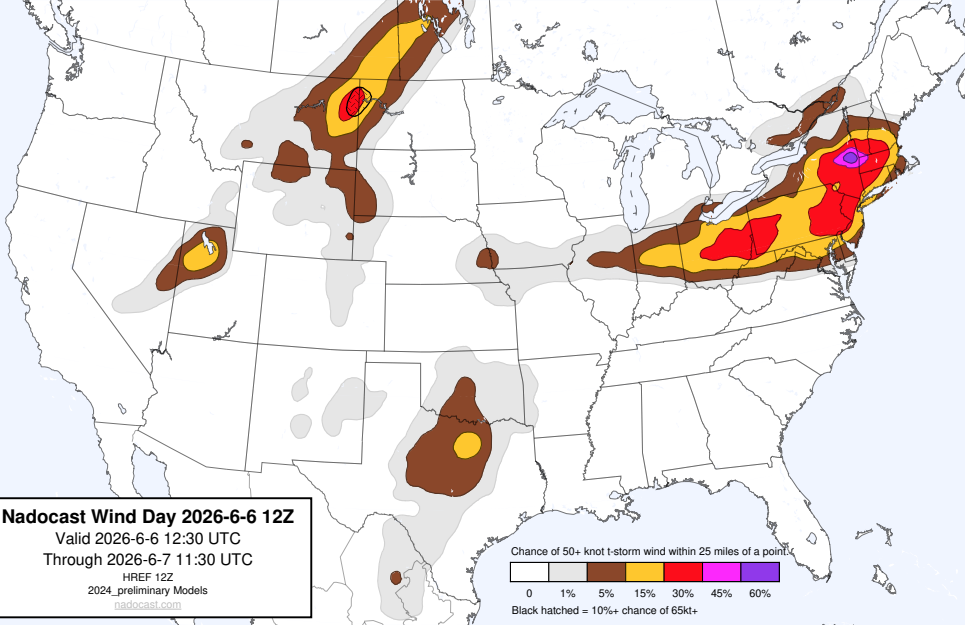 Nadocast Wind Day 2026-6-6 12Z
Valid 2026-6-6 12:30 UTC
Through 2026-6-7 11:30 UTC
HREF 12Z
2024_preliminary Models
nadocast.com
Chance of 50+ knot t-storm wind within 25 miles of a point.
0 1% 5% 15% 30% 45% 60%
Black hatched = 10%+ chance of 65kt+